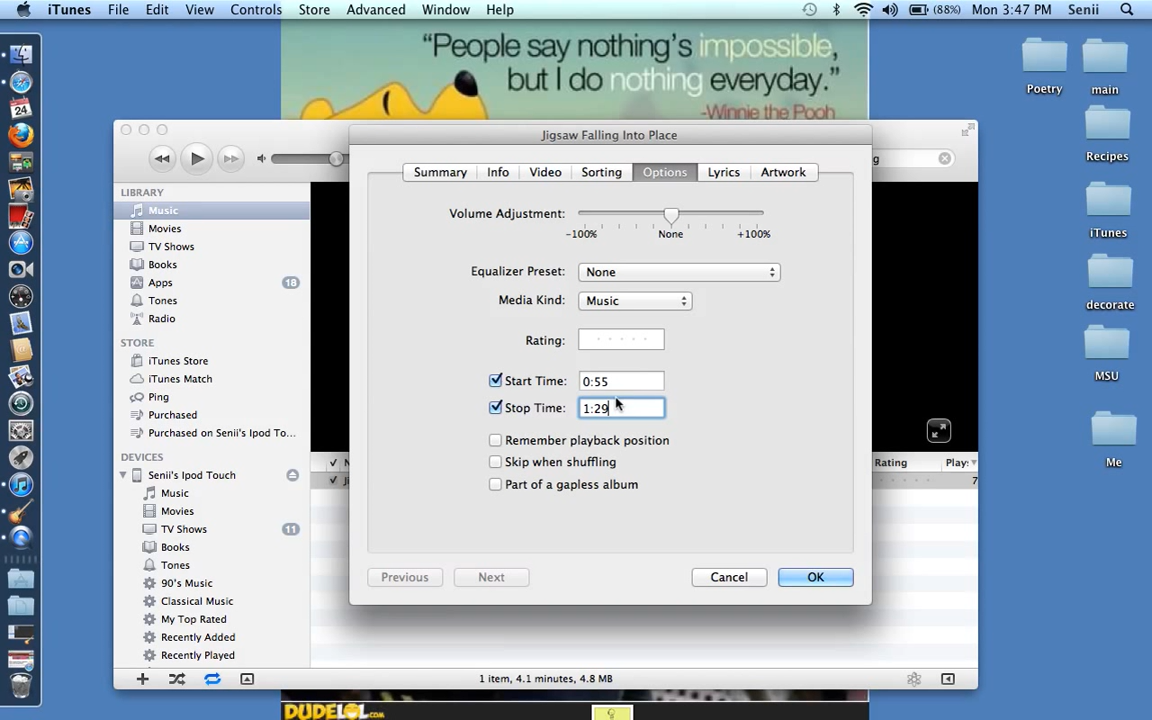 iTunes File Edit View Controls Store Advanced Window Help (88%) Mon 3:47 PM Senii
“People say nothing’s impossible,
but I do nothing everyday.”
-Winnie the Pooh
Poetry
main
Recipes
iTunes
decorate
MSU
Me
24
Jigsaw Falling Into Place
g
LIBRARY
Music
Movies
TV Shows
Books
Apps 18
Tones
Radio
STORE
iTunes Store
iTunes Match
Ping
Purchased
Purchased on Senii's Ipod To...
DEVICES
Senii's Ipod Touch
Music
Movies
TV Shows 11
Books
Tones
90's Music
Classical Music
My Top Rated
Recently Added
Recently Played
Summary Info Video Sorting Options Lyrics Artwork
Volume Adjustment:
-100% None +100%
Equalizer Preset: None
Media Kind: Music
Rating:
Start Time: 0:55
Stop Time: 1:29
Remember playback position
Skip when shuffling
Part of a gapless album
Previous Next Cancel OK
Rating Plays
7
1 item, 4.1 minutes, 4.8 MB
DUDELOL.COM